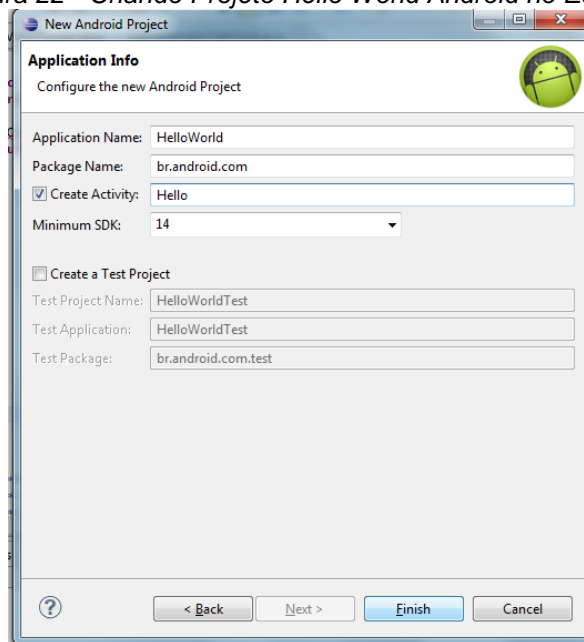 22 - Criando Projeto Hello World Android no
New Android Project
Application Info
Configure the new Android Project
Application Name: HelloWorld
Package Name: br.android.com
Create Activity: Hello
Minimum SDK: 14
Create a Test Project
Test Project Name: HelloWorldTest
Test Application: HelloWorldTest
Test Package: br.android.com.test
< Back Next > Finish Cancel